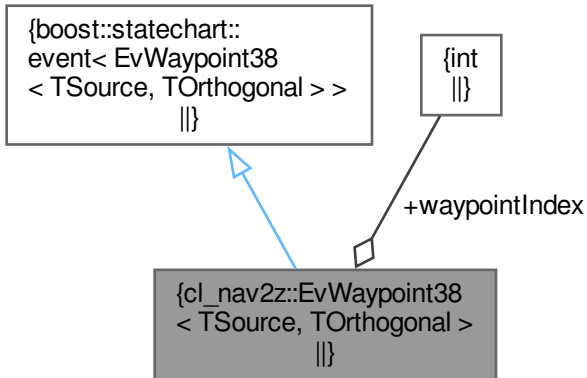 {boost::statechart::
event< EvWaypoint38
< TSource, TOrthogonal > >
||}
{int
||}
+waypointIndex
{cl_nav2z::EvWaypoint38
< TSource, TOrthogonal >
||}